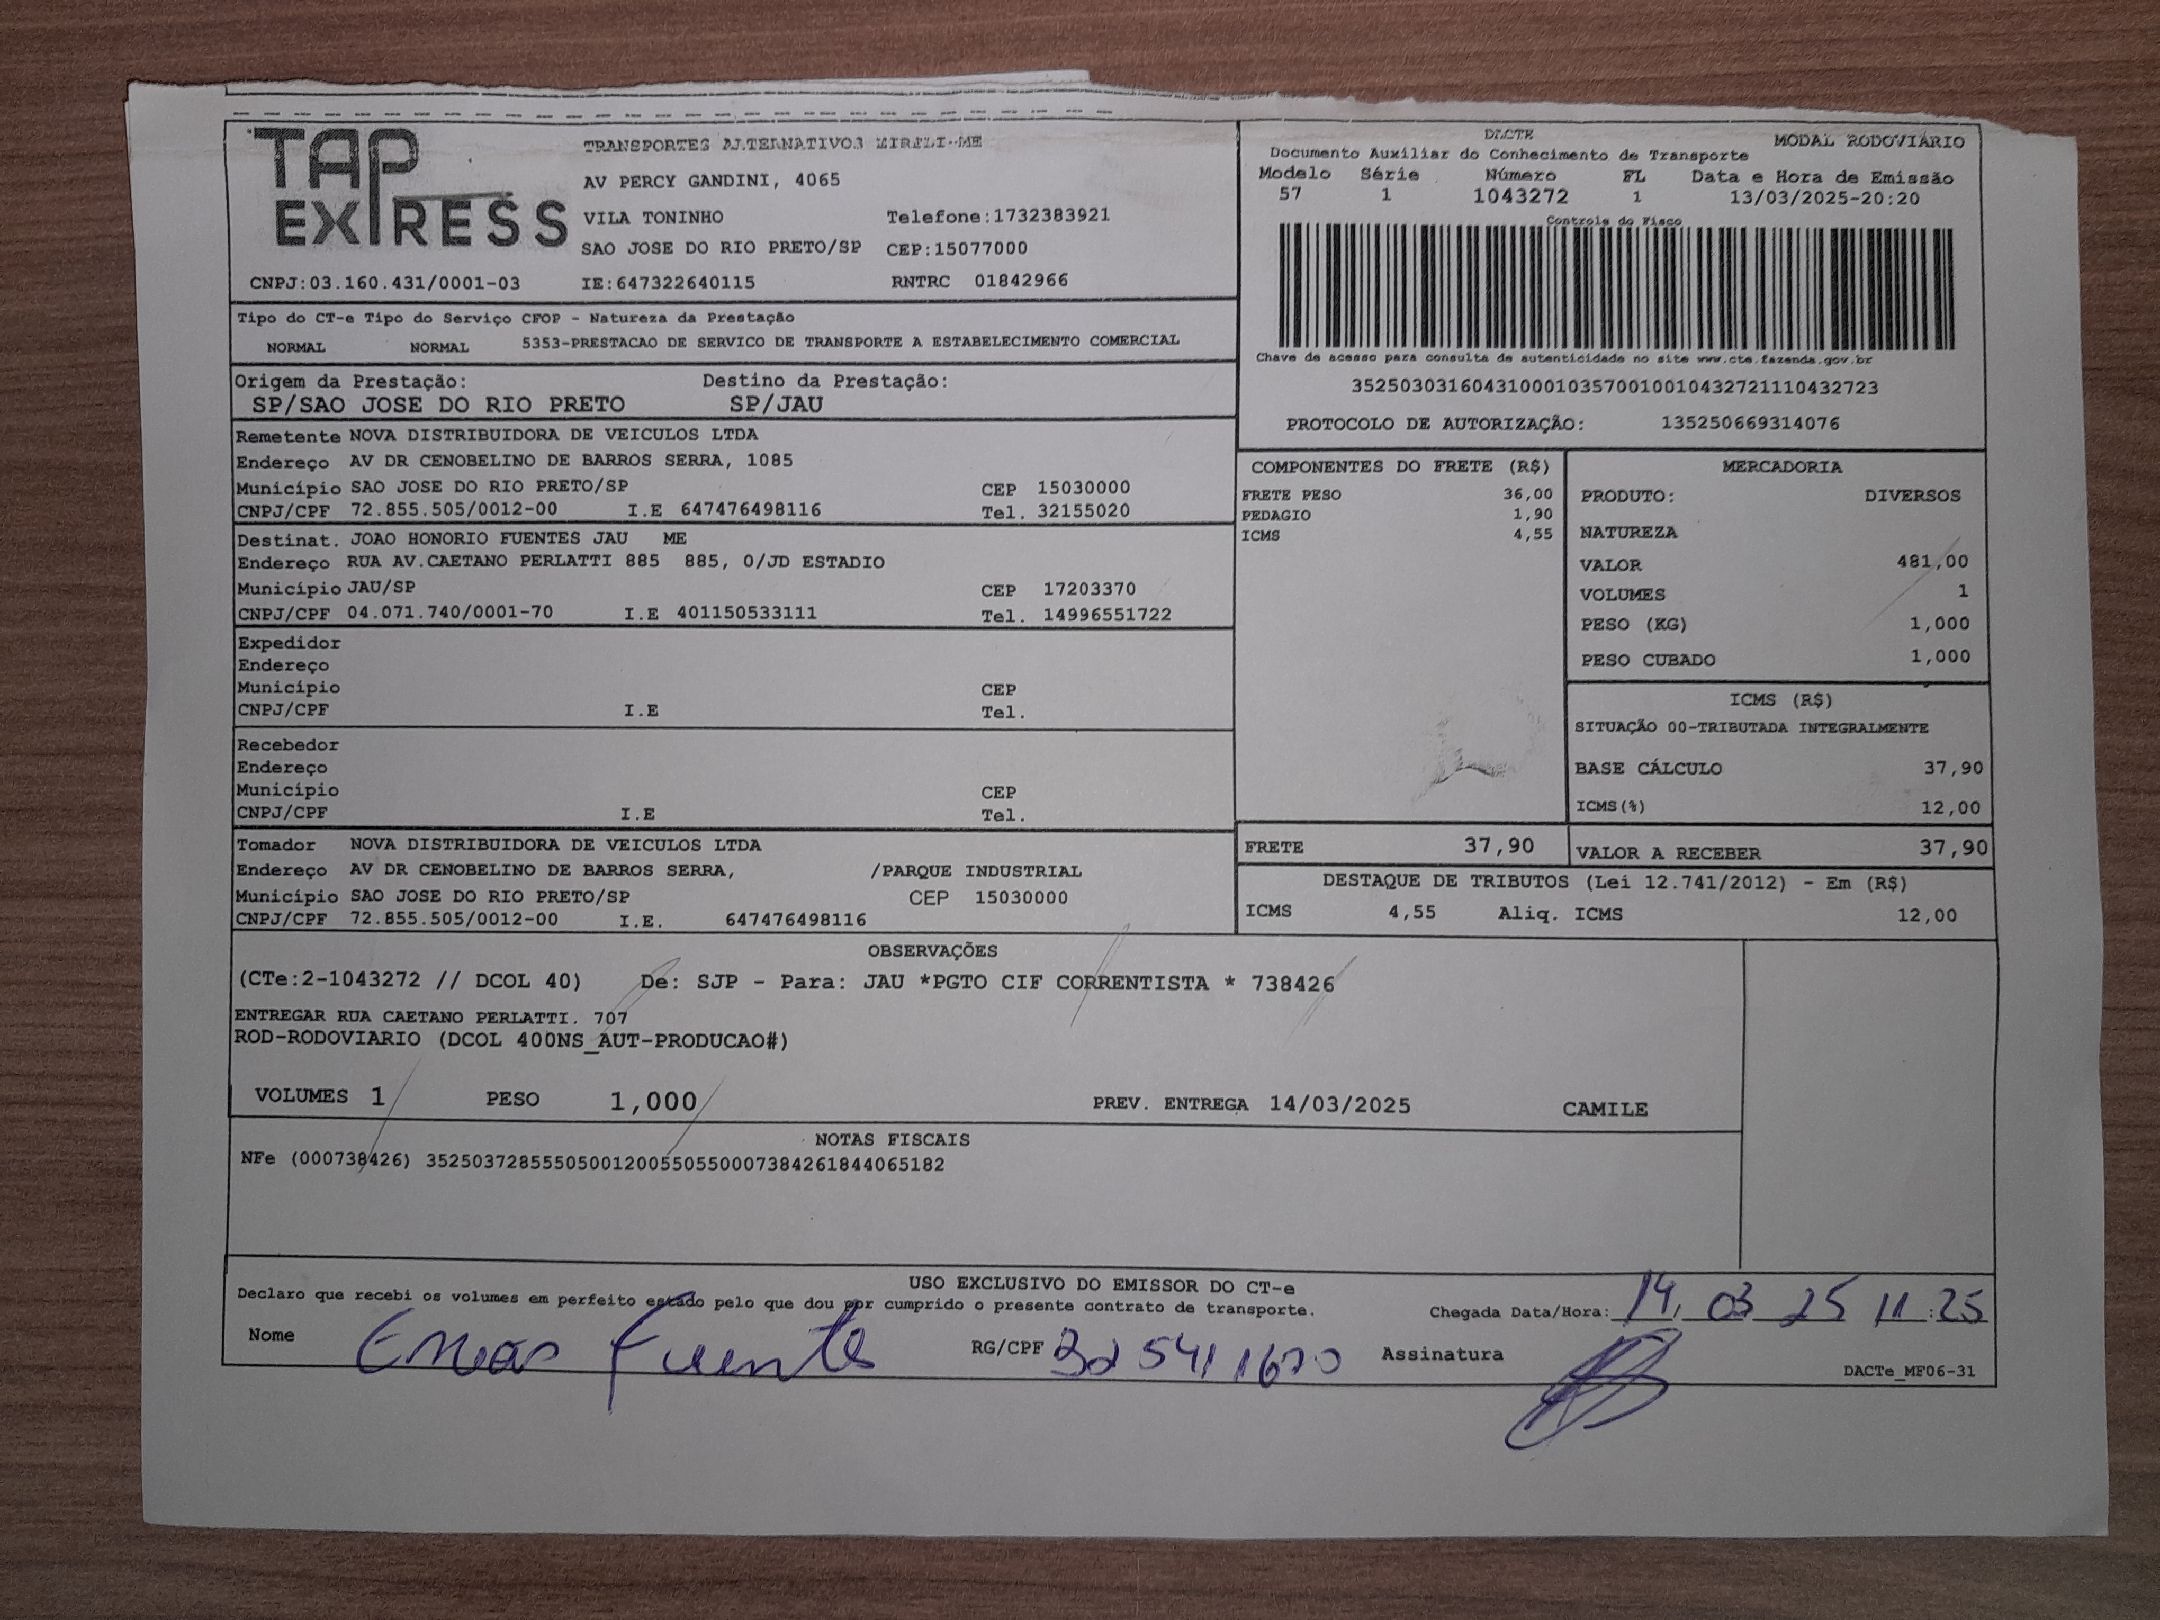 TAP
EXPRESS
TRANSPORTES ALTERNATIVOS MIRELI-ME
AV PERCY GANDINI, 4065
VILA TONINHO Telefone:1732383921
SAO JOSE DO RIO PRETO/SP CEP:15077000
CNPJ:03.160.431/0001-03 IE:647322640115 RNTRC 01842966
DACTE MODAL RODOVIÁRIO
Documento Auxiliar do Conhecimento de Transporte
Modelo Série Número FL Data e Hora de Emissão
57 1 1043272 1 13/03/2025-20:20
Controle do Fisco
Chave de acesso para consulta de autenticidade no site www.cte.fazenda.gov.br
35250303160431000103570010010432721110432723
PROTOCOLO DE AUTORIZAÇÃO: 135250669314076
Tipo do CT-e Tipo do Serviço CFOP - Natureza da Prestação
NORMAL NORMAL 5353-PRESTACAO DE SERVICO DE TRANSPORTE A ESTABELECIMENTO COMERCIAL
Origem da Prestação: Destino da Prestação:
SP/SAO JOSE DO RIO PRETO SP/JAU
Remetente NOVA DISTRIBUIDORA DE VEICULOS LTDA
Endereço AV DR CENOBELINO DE BARROS SERRA, 1085
Município SAO JOSE DO RIO PRETO/SP CEP 15030000
CNPJ/CPF 72.855.505/0012-00 I.E 647476498116 Tel. 32155020
Destinat. JOAO HONORIO FUENTES JAU ME
Endereço RUA AV.CAETANO PERLATTI 885 885, 0/JD ESTADIO
Município JAU/SP CEP 17203370
CNPJ/CPF 04.071.740/0001-70 I.E 401150533111 Tel. 14996551722
Expedidor
Endereço
Município CEP
CNPJ/CPF I.E Tel.
Recebedor
Endereço
Município CEP
CNPJ/CPF I.E Tel.
Tomador NOVA DISTRIBUIDORA DE VEICULOS LTDA
Endereço AV DR CENOBELINO DE BARROS SERRA, /PARQUE INDUSTRIAL
Município SAO JOSE DO RIO PRETO/SP CEP 15030000
CNPJ/CPF 72.855.505/0012-00 I.E. 647476498116
COMPONENTES DO FRETE (R$)
FRETE PESO 36,00
PEDAGIO 1,90
ICMS 4,55
MERCADORIA
PRODUTO: DIVERSOS
NATUREZA
VALOR 481,00
VOLUMES 1
PESO (KG) 1,000
PESO CUBADO 1,000
ICMS (R$)
SITUAÇÃO 00-TRIBUTADA INTEGRALMENTE
BASE CÁLCULO 37,90
ICMS(%) 12,00
FRETE 37,90 VALOR A RECEBER 37,90
DESTAQUE DE TRIBUTOS (Lei 12.741/2012) - Em (R$)
ICMS 4,55 Aliq. ICMS 12,00
OBSERVAÇÕES
(CTe:2-1043272 // DCOL 40) De: SJP - Para: JAU *PGTO CIF CORRENTISTA * 738426
ENTREGAR RUA CAETANO PERLATTI. 707
ROD-RODOVIARIO (DCOL 400NS_AUT-PRODUCAO#)
VOLUMES 1 PESO 1,000 PREV. ENTREGA 14/03/2025 CAMILE
NOTAS FISCAIS
NFe (000738426) 35250372855505001200550550007384261844065182
USO EXCLUSIVO DO EMISSOR DO CT-e
Declaro que recebi os volumes em perfeito estado pelo que dou por cumprido o presente contrato de transporte. Chegada Data/Hora: 14, 03 25 11:25
Nome Fuentes RG/CPF Assinatura
DACTe_MF06-31